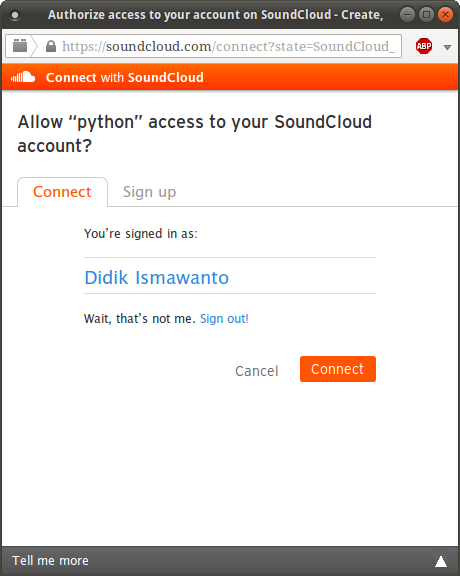 Authorize access to your account on SoundCloud - Create,
https://soundcloud.com/connect?state=SoundCloud_
ABP
Connect with SoundCloud
Allow “python” access to your SoundCloud
account?
Connect
Sign up
You’re signed in as:
Didik Ismawanto
Wait, that’s not me. Sign out!
Cancel
Connect
Tell me more